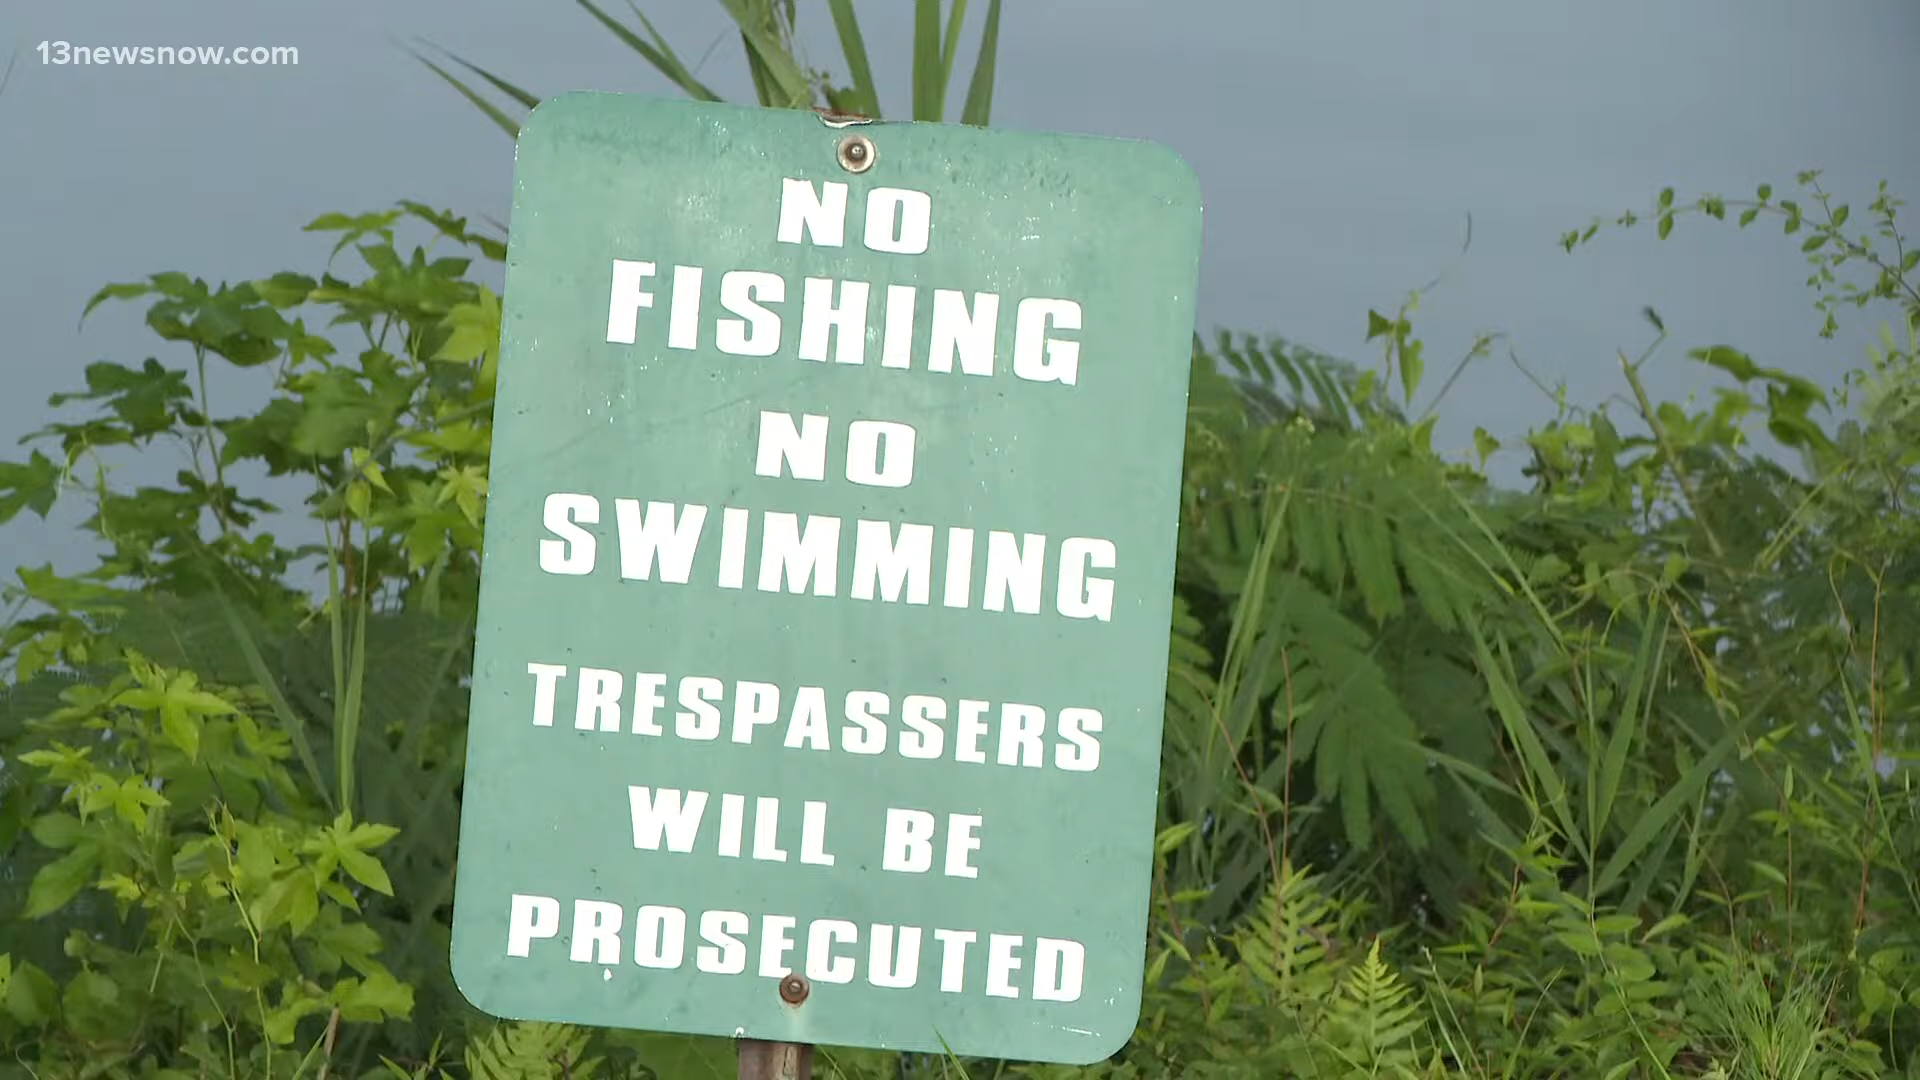 13newsnow.com
NO
FISHING
NO
SWIMMING
TRESPASSERS
WILL BE
PROSECUTED